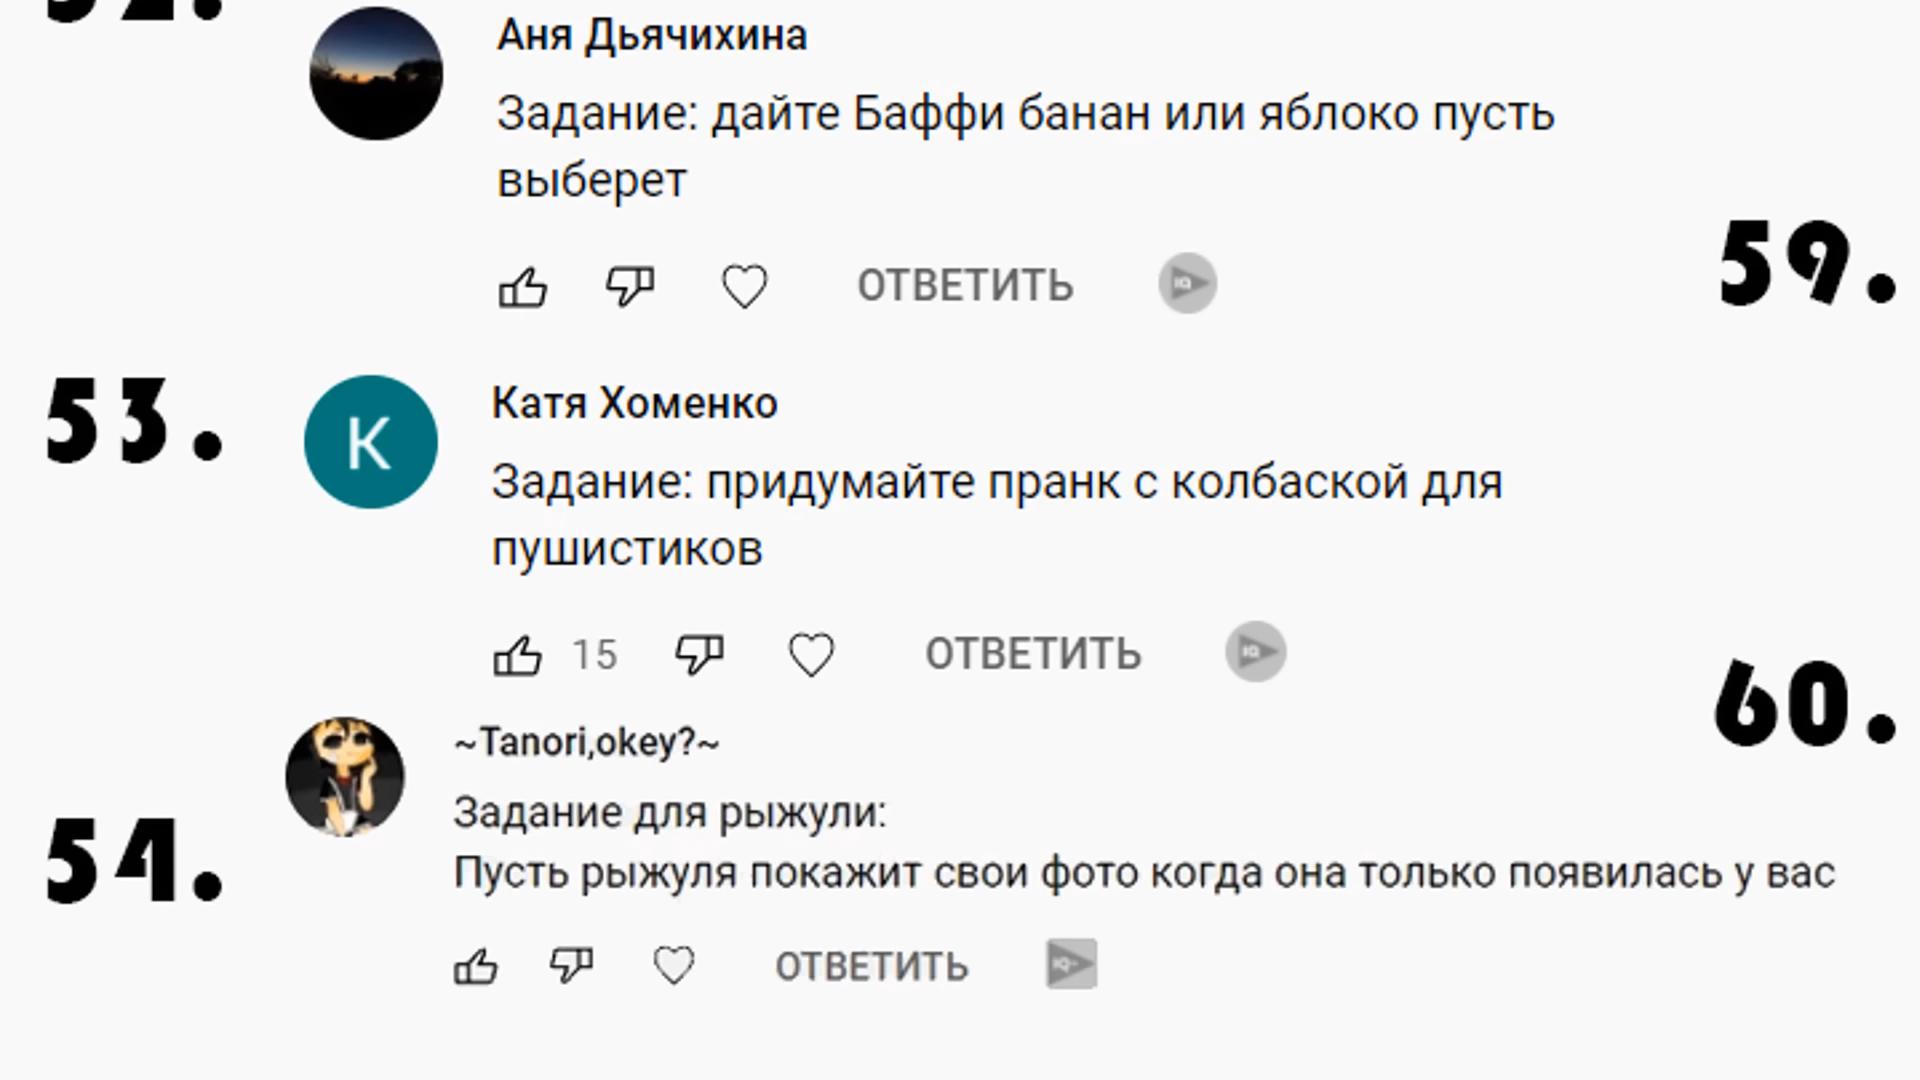 52.
Аня Дьячихина
Задание: дайте Баффи банан или яблоко пусть
выберет
ОТВЕТИТЬ
59.
53.
К
Катя Хоменко
Задание: придумайте пранк с колбаской для
пушистиков
15
ОТВЕТИТЬ
60.
54.
~Tanori,okey?~
Задание для рыжули:
Пусть рыжуля покажит свои фото когда она только появилась у вас
ОТВЕТИТЬ